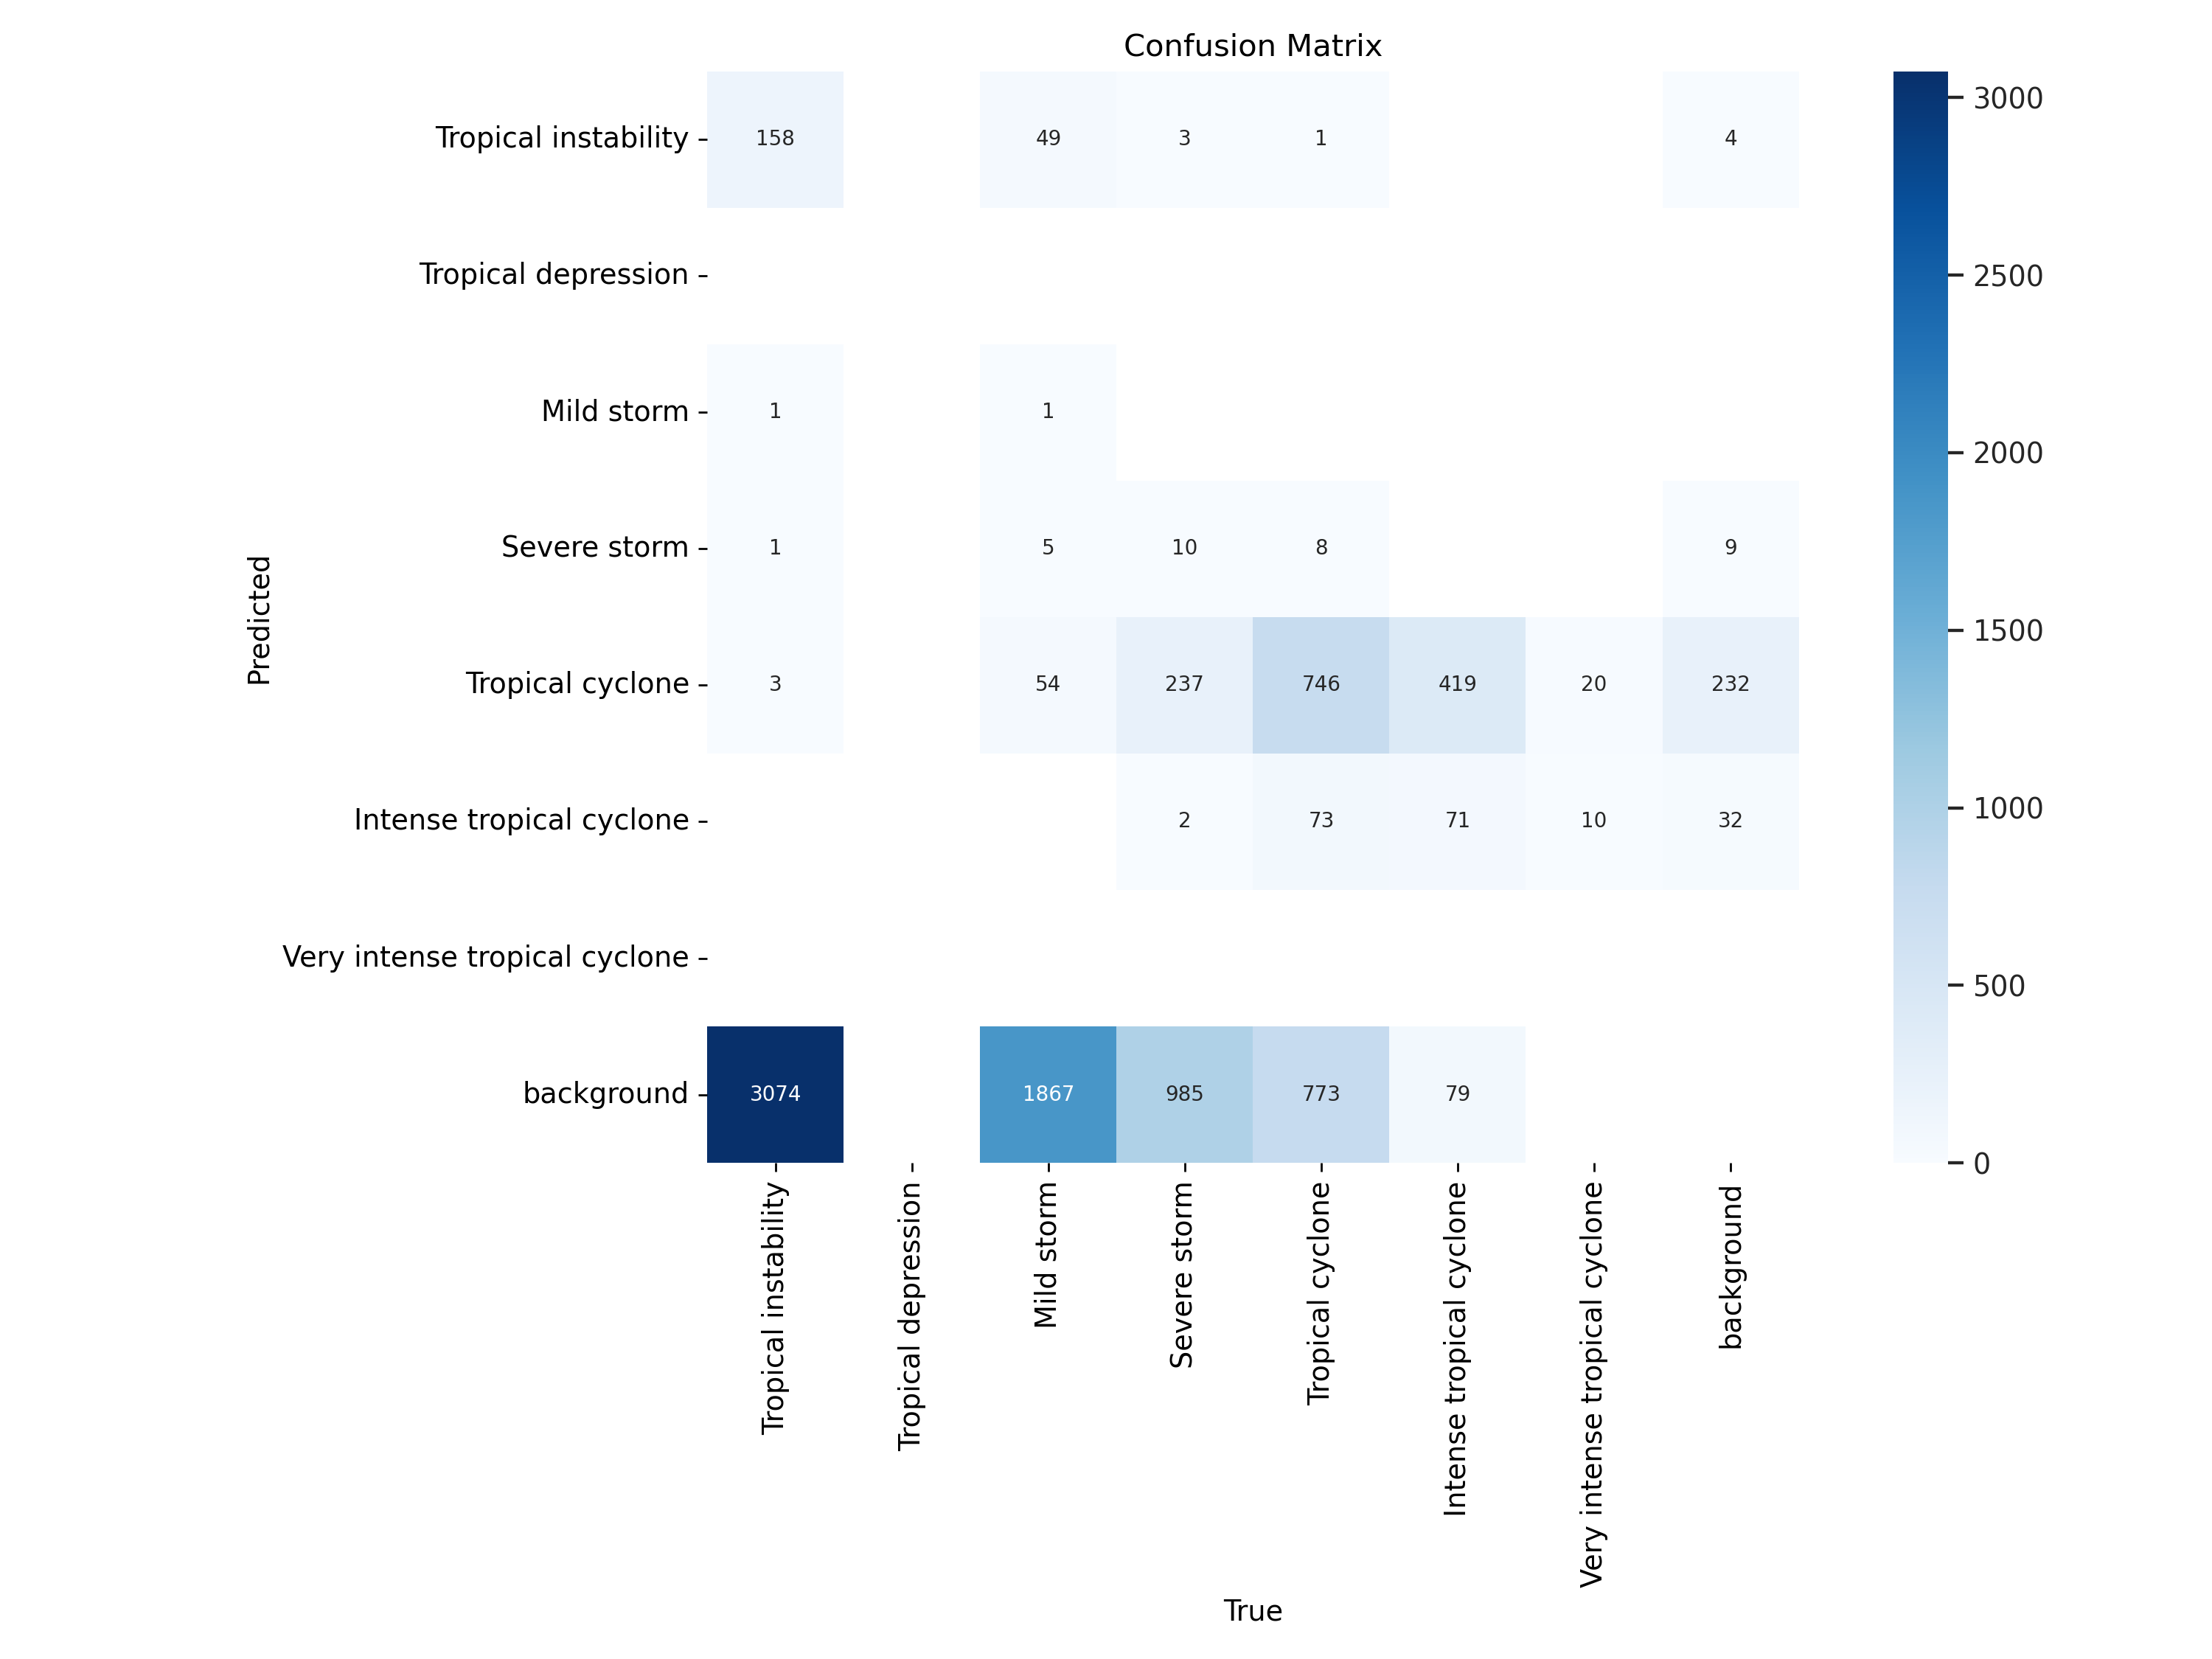 Confusion Matrix
Tropical instability 158 49 3 1 4
Tropical depression
Mild storm 1 1
Severe storm 1 5 10 8 9
Tropical cyclone 3 54 237 746 419 20 232
Intense tropical cyclone 2 73 71 10 32
Very intense tropical cyclone
background 3074 1867 985 773 79
Predicted
Tropical instability
Tropical depression
Mild storm
Severe storm
Tropical cyclone
Intense tropical cyclone
Very intense tropical cyclone
background
True
3000
2500
2000
1500
1000
500
0